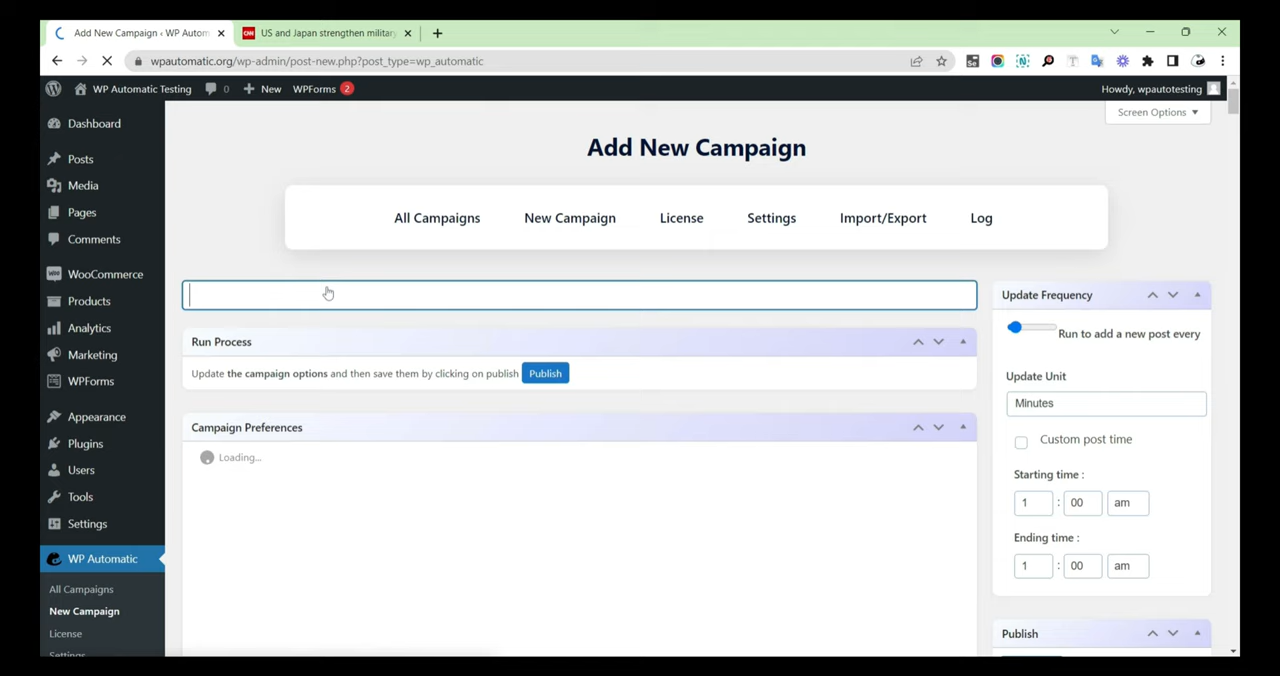 Add New Campaign ‹ WP Autom
CNN US and Japan strengthen military
wpautomatic.org/wp-admin/post-new.php?post_type=wp_automatic
WP Automatic Testing 0 New WPForms 2 Howdy, wpautotesting
Screen Options
Dashboard
Posts
Media
Pages
Comments
WooCommerce
Products
Analytics
Marketing
WPForms
Appearance
Plugins
Users
Tools
Settings
WP Automatic
All Campaigns
New Campaign
License
Settings
Add New Campaign
All Campaigns New Campaign License Settings Import/Export Log
Run Process
Update the campaign options and then save them by clicking on publish Publish
Campaign Preferences
Loading...
Update Frequency
Run to add a new post every
Update Unit
Minutes
Custom post time
Starting time :
1 : 00 am
Ending time :
1 : 00 am
Publish